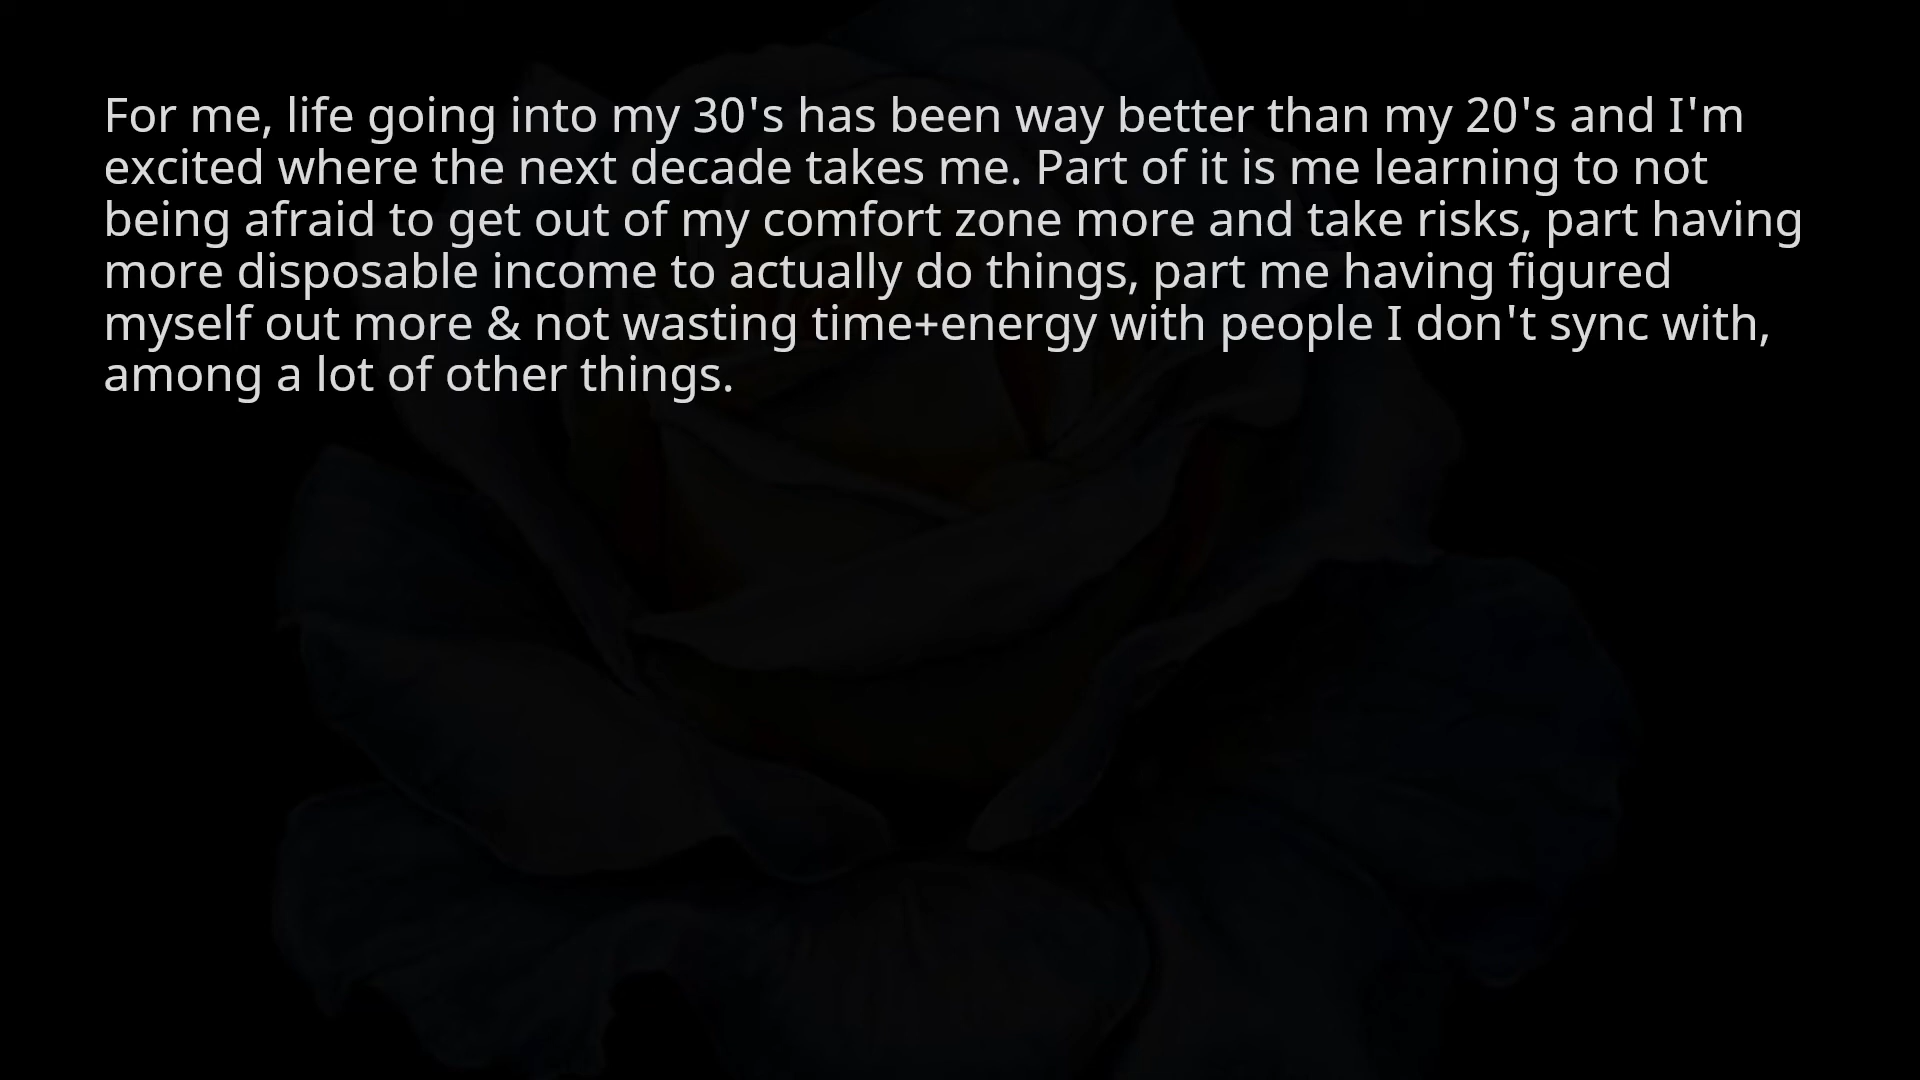 For me, life going into my 30's has been way better than my 20's and I'm
excited where the next decade takes me. Part of it is me learning to not
being afraid to get out of my comfort zone more and take risks, part having
more disposable income to actually do things, part me having figured
myself out more & not wasting time+energy with people I don't sync with,
among a lot of other things.